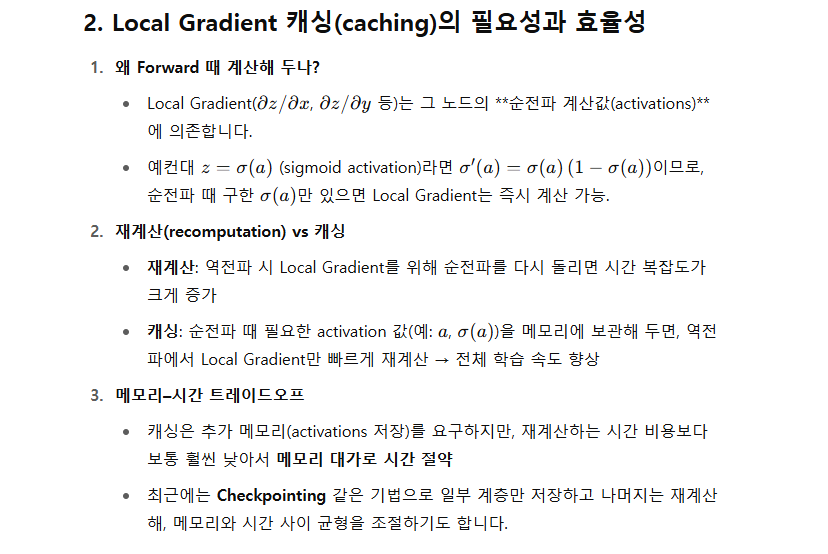 2. Local Gradient 캐싱(caching)의 필요성과 효율성
1. 왜 Forward 때 계산해 두나?
• Local Gradient(∂z/∂x, ∂z/∂y 등)는 그 노드의 **순전파 계산값(activations)**
에 의존합니다.
• 예컨대 z = σ(a) (sigmoid activation)라면 σ′(a) = σ(a) (1 − σ(a))이므로,
순전파 때 구한 σ(a)만 있으면 Local Gradient는 즉시 계산 가능.
2. 재계산(recomputation) vs 캐싱
• 재계산: 역전파 시 Local Gradient를 위해 순전파를 다시 돌리면 시간 복잡도가
크게 증가
• 캐싱: 순전파 때 필요한 activation 값(예: a, σ(a))을 메모리에 보관해 두면, 역전
파에서 Local Gradient만 빠르게 재계산 → 전체 학습 속도 향상
3. 메모리–시간 트레이드오프
• 캐싱은 추가 메모리(activations 저장)를 요구하지만, 재계산하는 시간 비용보다
보통 훨씬 낮아서 메모리 대가로 시간 절약
• 최근에는 Checkpointing 같은 기법으로 일부 계층만 저장하고 나머지는 재계산
해, 메모리와 시간 사이 균형을 조절하기도 합니다.